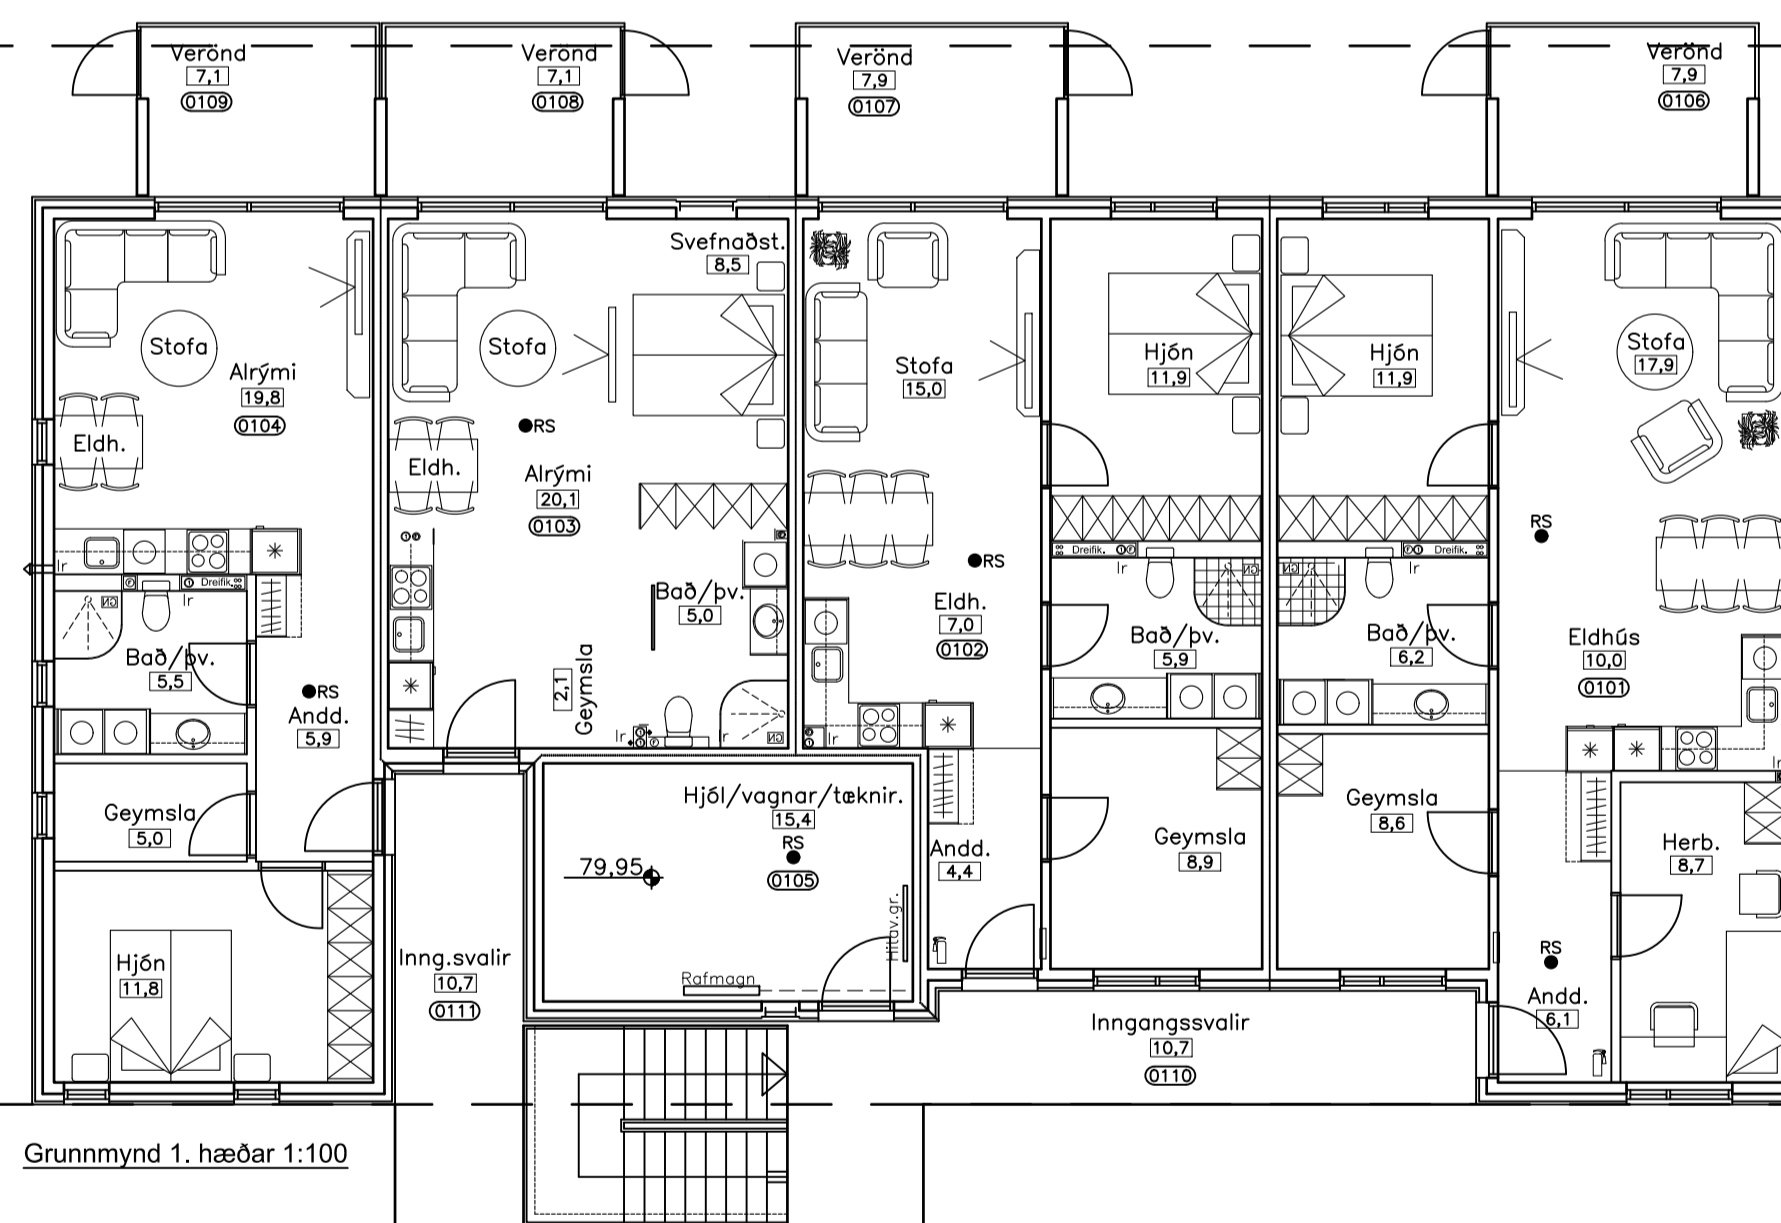 Verönd
7,1
0109
Verönd
7,1
0108
Verönd
7,9
0107
Verönd
7,9
0106
Stofa
Alrými
19,8
0104
Eldh.
Ir
Dreifik.
Ir
CN
Bað/þv.
5,5
RS
Andd.
5,9
Geymsla
5,0
Hjón
11,8
Svefnaðst.
8,5
Stofa
RS
Eldh.
Alrými
20,1
0103
Bað/þv.
5,0
Geymsla
2,1
Ir
Ir
CN
Stofa
15,0
RS
Eldh.
7,0
0102
Ir
Andd.
4,4
Hjón
11,9
Dreifik.
Ir
CN
Bað/þv.
5,9
Geymsla
8,9
Hjón
11,9
Dreifik.
Ir
CN
Bað/þv.
6,2
Geymsla
8,6
Stofa
17,9
RS
Eldhús
10,0
0101
Ir
Herb.
8,7
RS
Andd.
6,1
Hjól/vagnar/tæknir.
15,4
RS
0105
79,95
Hitav.gr.
Rafmagn
Inng.svalir
10,7
0111
Inngangssvalir
10,7
0110
Grunnmynd 1. hæðar 1:100